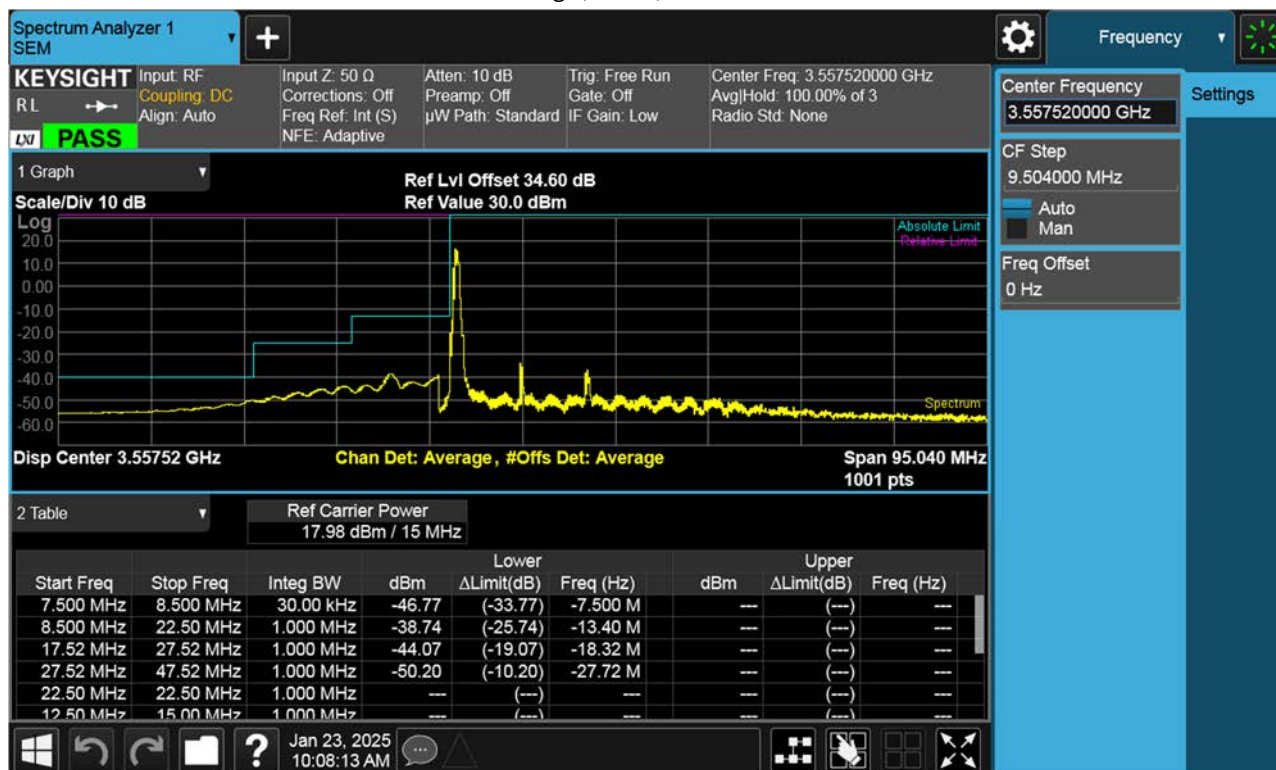 Spectrum Analyzer 1
SEM
Frequency
KEYSIGHT
RL
LXI PASS
Input: RF
Coupling: DC
Align: Auto
Input Z: 50 Ω
Corrections: Off
Freq Ref: Int (S)
NFE: Adaptive
Atten: 10 dB
Preamp: Off
µW Path: Standard
Trig: Free Run
Gate: Off
IF Gain: Low
Center Freq: 3.557520000 GHz
Avg|Hold: 100.00% of 3
Radio Std: None
Center Frequency
3.557520000 GHz
Settings
CF Step
9.504000 MHz
Auto
Man
Freq Offset
0 Hz
1 Graph
Ref Lvl Offset 34.60 dB
Scale/Div 10 dB
Ref Value 30.0 dBm
Log
Absolute Limit
Relative Limit
20.0
10.0
0.00
-10.0
-20.0
-30.0
-40.0
-50.0
-60.0
Spectrum
Disp Center 3.55752 GHz
Chan Det: Average, #Offs Det: Average
Span 95.040 MHz
1001 pts
2 Table
Ref Carrier Power
17.98 dBm / 15 MHz
Lower Upper
Start Freq Stop Freq Integ BW dBm ΔLimit(dB) Freq (Hz) dBm ΔLimit(dB) Freq (Hz)
7.500 MHz 8.500 MHz 30.00 kHz -46.77 (-33.77) -7.500 M --- (---) ---
8.500 MHz 22.50 MHz 1.000 MHz -38.74 (-25.74) -13.40 M --- (---) ---
17.52 MHz 27.52 MHz 1.000 MHz -44.07 (-19.07) -18.32 M --- (---) ---
27.52 MHz 47.52 MHz 1.000 MHz -50.20 (-10.20) -27.72 M --- (---) ---
22.50 MHz 22.50 MHz 1.000 MHz --- (---) --- --- (---) ---
12.50 MHz 15.00 MHz 1.000 MHz --- (---) --- --- (---) ---
? Jan 23, 2025
10:08:13 AM